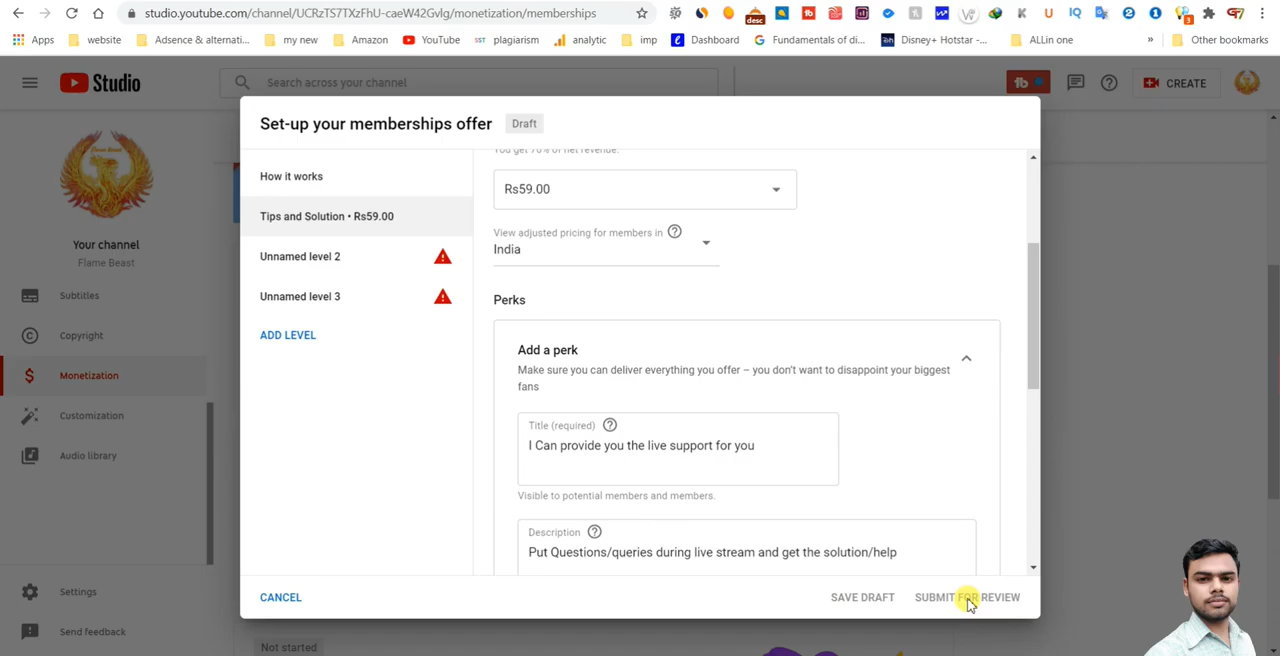 studio.youtube.com/channel/UCRzTS7TXzFhU-caeW42Gvlg/monetization/memberships
Apps website Adsence & alternati... my new Amazon YouTube plagiarism analytic imp Dashboard Fundamentals of di... Disney+ Hotstar -... ALLin one » Other bookmarks
Studio
Search across your channel
CREATE
Set-up your memberships offer
Draft
You get 70% of net revenue.
How it works
Rs59.00
Tips and Solution • Rs59.00
View adjusted pricing for members in
India
Your channel
Flame Beast
Unnamed level 2
Unnamed level 3
ADD LEVEL
Perks
Add a perk
Make sure you can deliver everything you offer – you don't want to disappoint your biggest
fans
Title (required)
I Can provide you the live support for you
Visible to potential members and members.
Description
Put Questions/queries during live stream and get the solution/help
Subtitles
Copyright
Monetization
Customization
Audio library
Settings
Send feedback
CANCEL
SAVE DRAFT
SUBMIT FOR REVIEW
Not started.